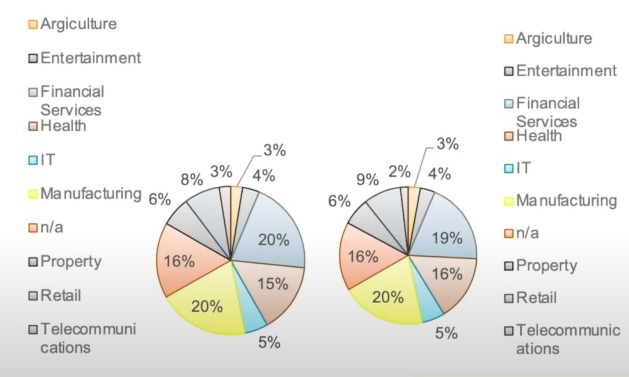 Argiculture
Entertainment
Financial
Services
Health
IT
Manufacturing
n/a
Property
Retail
Telecommuni
cations
3%
4%
20%
15%
5%
20%
16%
6%
8%
3%
3%
4%
19%
16%
5%
20%
16%
6%
9%
2%
Argiculture
Entertainment
Financial
Services
Health
IT
Manufacturing
n/a
Property
Retail
Telecommunic
ations